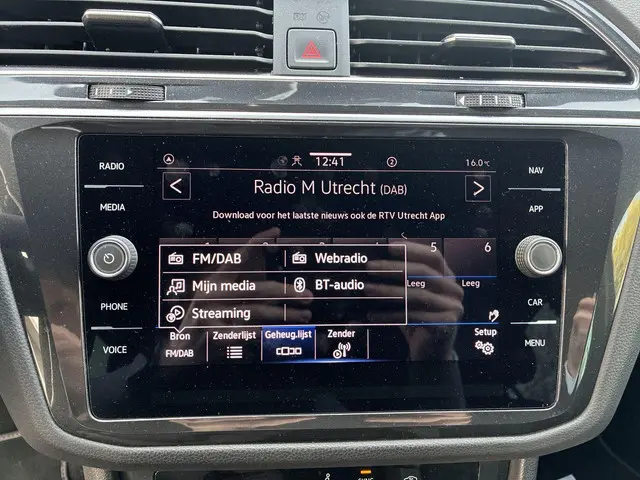 RADIO
MEDIA
PHONE
VOICE
NAV
APP
CAR
MENU
12:41
2
16.0°C
< Radio M Utrecht (DAB) >
Download voor het laatste nieuws ook de RTV Utrecht App
5 6
Leeg Leeg
FM/DAB Webradio
Mijn media BT-audio
Streaming
Bron Zenderlijst Geheug.lijst Zender Setup
FM/DAB